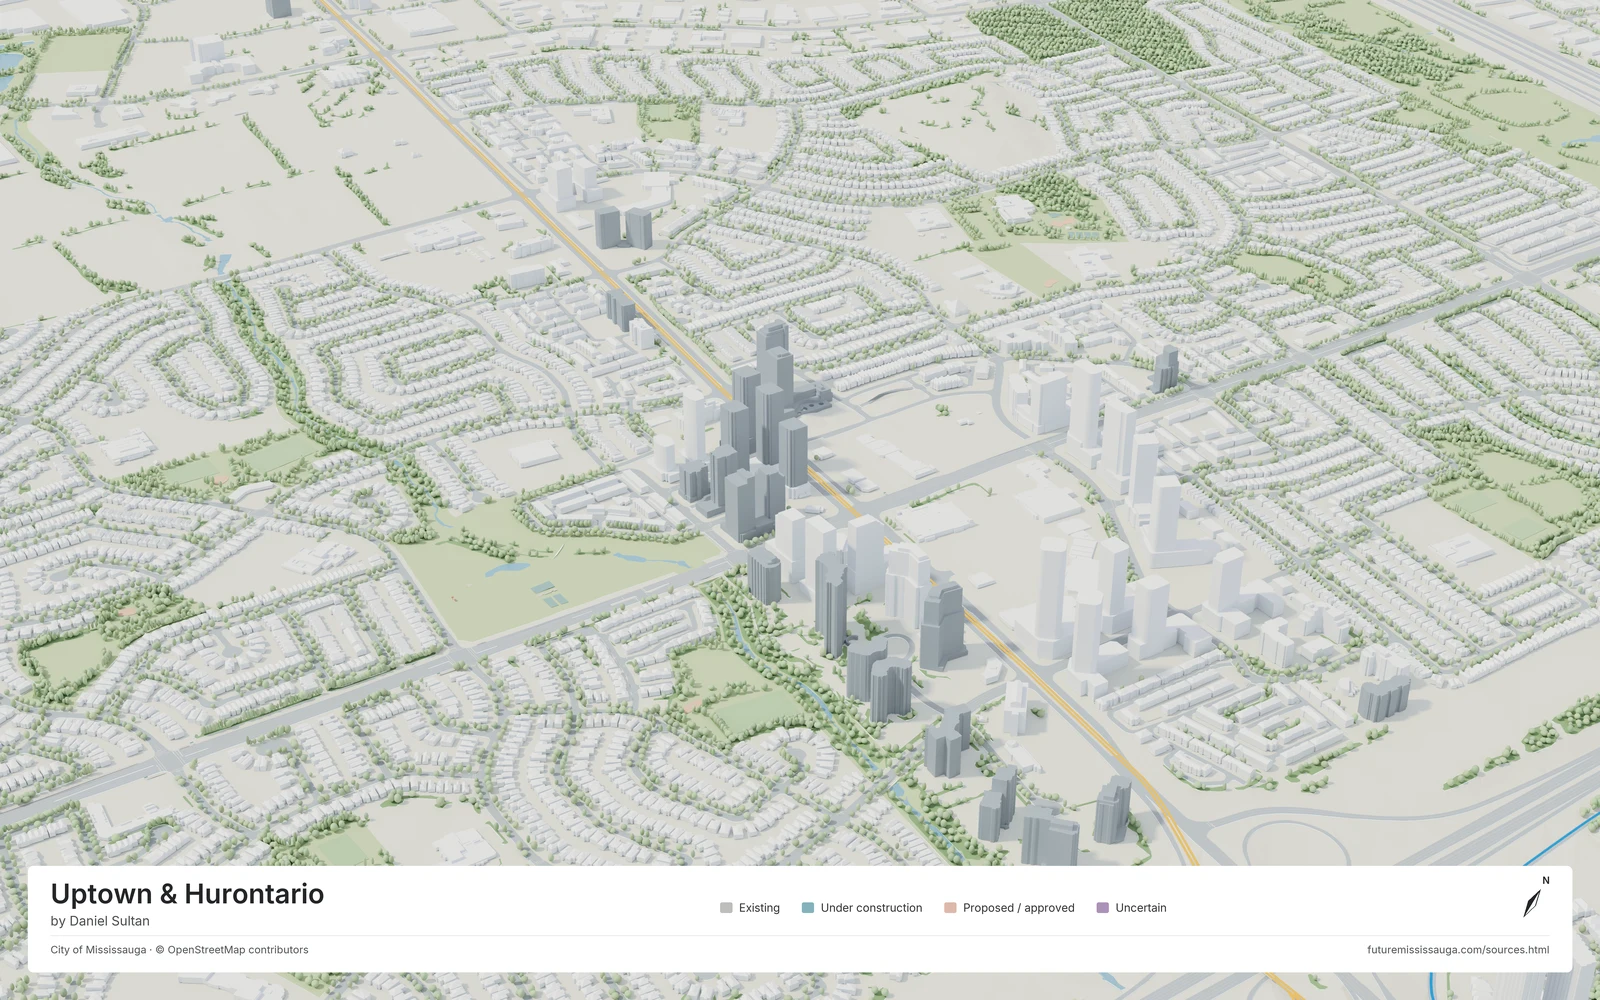 Uptown & Hurontario
by Daniel Sultan
Existing
Under construction
Proposed / approved
Uncertain
N
City of Mississauga · © OpenStreetMap contributors
futuremississauga.com/sources.html